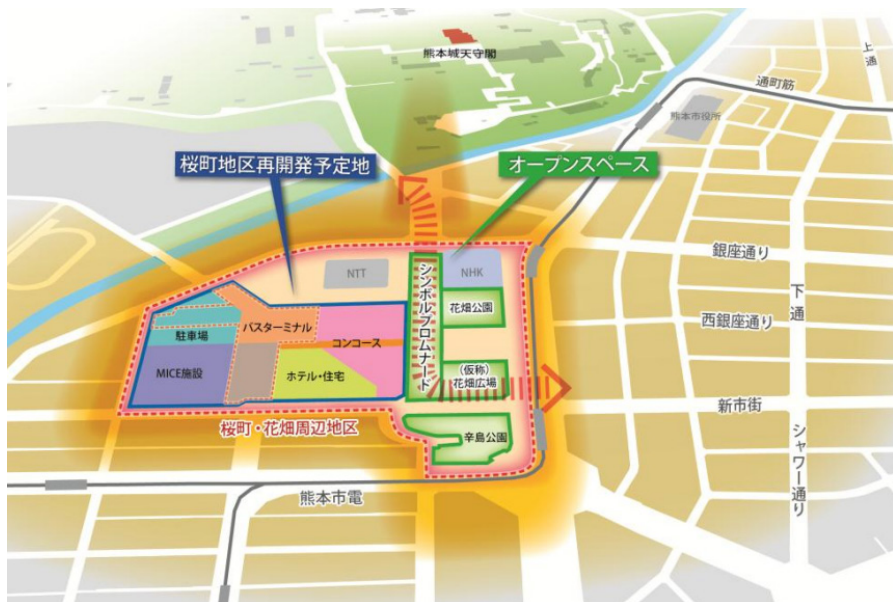 熊本城天守閣
上通
通町筋
熊本市役所
桜町地区再開発予定地
オープンスペース
銀座通り
NTT
NHK
シンボルプロムナード
花畑公園
下通
西銀座通り
バスターミナル
駐車場
コンコース
MICE施設
ホテル・住宅
(仮称)
花畑広場
新市街
桜町・花畑周辺地区
辛島公園
シャワー通り
熊本市電